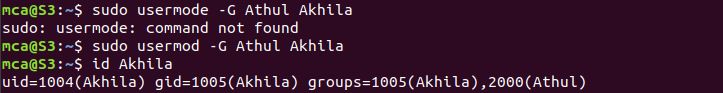 mca@S3:~$ sudo usermode -G Athul Akhila
sudo: usermode: command not found
mca@S3:~$ sudo usermod -G Athul Akhila
mca@S3:~$ id Akhila
uid=1004(Akhila) gid=1005(Akhila) groups=1005(Akhila),2000(Athul)